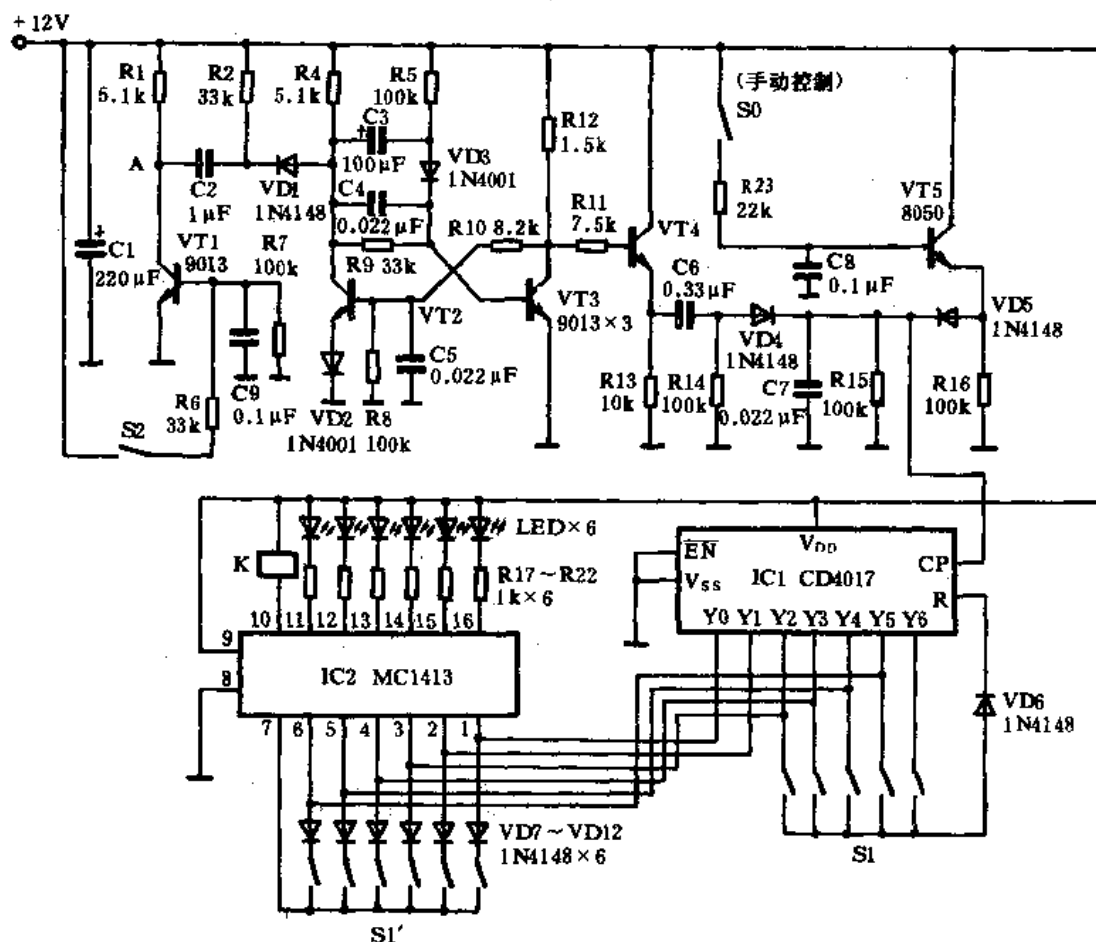 + 12V
R1
5.1k
R2
33k
R4
5.1k
R5
100k
C3
+
100μF
VD3
1N4001
R12
1.5k
(手动控制)
S0
A
C2
1μF
VD1
1N4148
C4
0.022μF
R10 8.2k
R11
7.5k
VT4
R23
22k
VT5
8050
C1
+
220μF
VT1
9013
R7
100k
R9 33k
VT2
VT3
9013×3
C6
0.33μF
C8
0.1μF
VD4
1N4148
VD5
1N4148
C5
0.022μF
R6
33k
C9
0.1μF
S2
VD2
1N4001
R8
100k
R13
10k
R14
100k
C7
0.022μF
R15
100k
R16
100k
K
LED×6
R17～R22
1k×6
10 11 12 13 14 15 16
9
8
IC2 MC1413
7 6 5 4 3 2 1
EN
VDD
VSS
IC1 CD4017
CP
R
Y0 Y1 Y2 Y3 Y4 Y5 Y6
VD6
1N4148
VD7～VD12
1N4148×6
S1
S1′